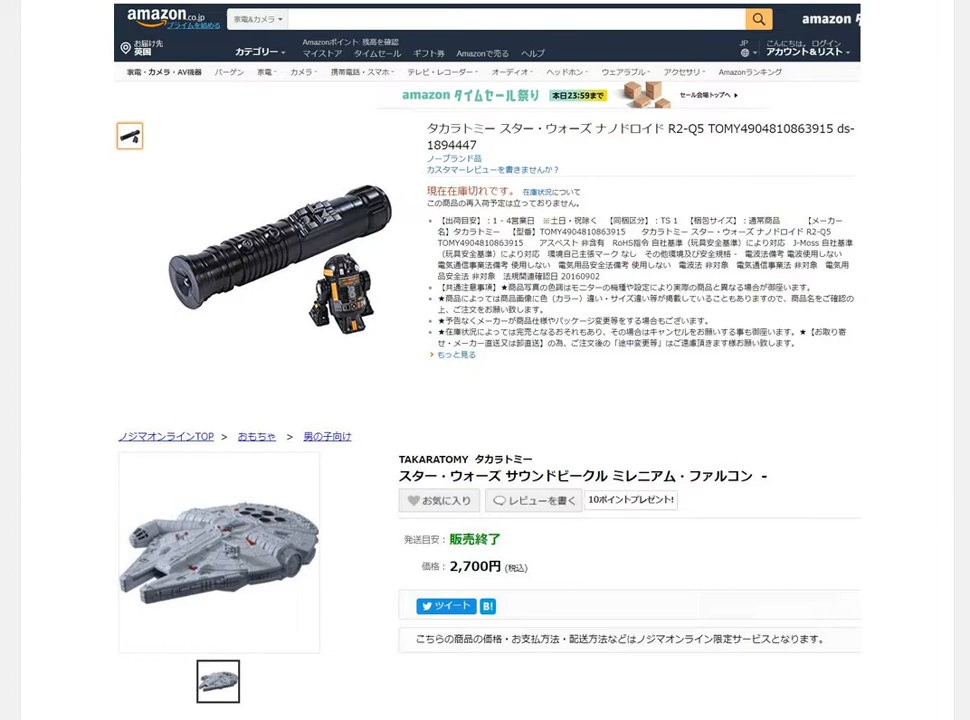 amazon.co.jp
プライムを始める
家電&カメラ
amazon
お届け先
英国
カテゴリー
Amazonポイント: 残高を確認
マイストア タイムセール ギフト券 Amazonで売る ヘルプ
JP
こんにちは。 ログイン
アカウント&リスト
家電・カメラ・AV機器 バーゲン 家電 カメラ 携帯電話・スマホ テレビ・レコーダー オーディオ ヘッドホン ウェアラブル アクセサリ Amazonランキング
amazon タイムセール祭り 本日23:59まで セール会場トップへ
タカラトミー スター・ウォーズ ナノドロイド R2-Q5 TOMY4904810863915 ds-
1894447
ノーブランド品
カスタマーレビューを書きませんか？
現在在庫切れです。 在庫状況について
この商品の再入荷予定は立っておりません。
【出荷目安】：1 - 4営業日 ※土日・祝除く 【同梱区分】：TS 1 【梱包サイズ】：通常商品 【メーカー
名】タカラトミー 【型番】TOMY4904810863915 タカラトミー スター・ウォーズ ナノドロイド R2-Q5
TOMY4904810863915 アスベスト 非含有 RoHS指令 自社基準（玩具安全基準）により対応 J-Moss 自社基準
（玩具安全基準）により対応 環境自己主張マーク なし その他環境及び安全規格・ 電波法備考 電波使用しない
電気通信事業法備考 使用しない 電気用品安全法備考 使用しない 電波法 非対象 電気通信事業法 非対象 電気用
品安全法 非対象 法規関連確認日 20160902
【共通注意事項】★商品写真の色調はモニターの機種や設定により実際の商品と異なる場合が御座います。
★商品によっては商品画像に色（カラー）違い・サイズ違い等が掲載していることもありますので、商品名をご確認の
上、ご注文をお願い致します。
★予告なくメーカーが商品仕様やパッケージ変更等をする場合もございます。
★在庫状況によっては完売となるおそれもあり、その場合はキャンセルをお願いする事も御座います。★【お取り寄
せ・メーカー直送又は卸直送】の為、ご注文後の「途中変更等」はご遠慮頂きます様お願い致します。
もっと見る
ノジマオンラインTOP > おもちゃ > 男の子向け
TAKARATOMY タカラトミー
スター・ウォーズ サウンドビークル ミレニアム・ファルコン -
お気に入り レビューを書く 10ポイントプレゼント!
発送目安： 販売終了
価格： 2,700円 (税込)
ツイート B!
こちらの商品の価格・お支払方法・配送方法などはノジマオンライン限定サービスとなります。